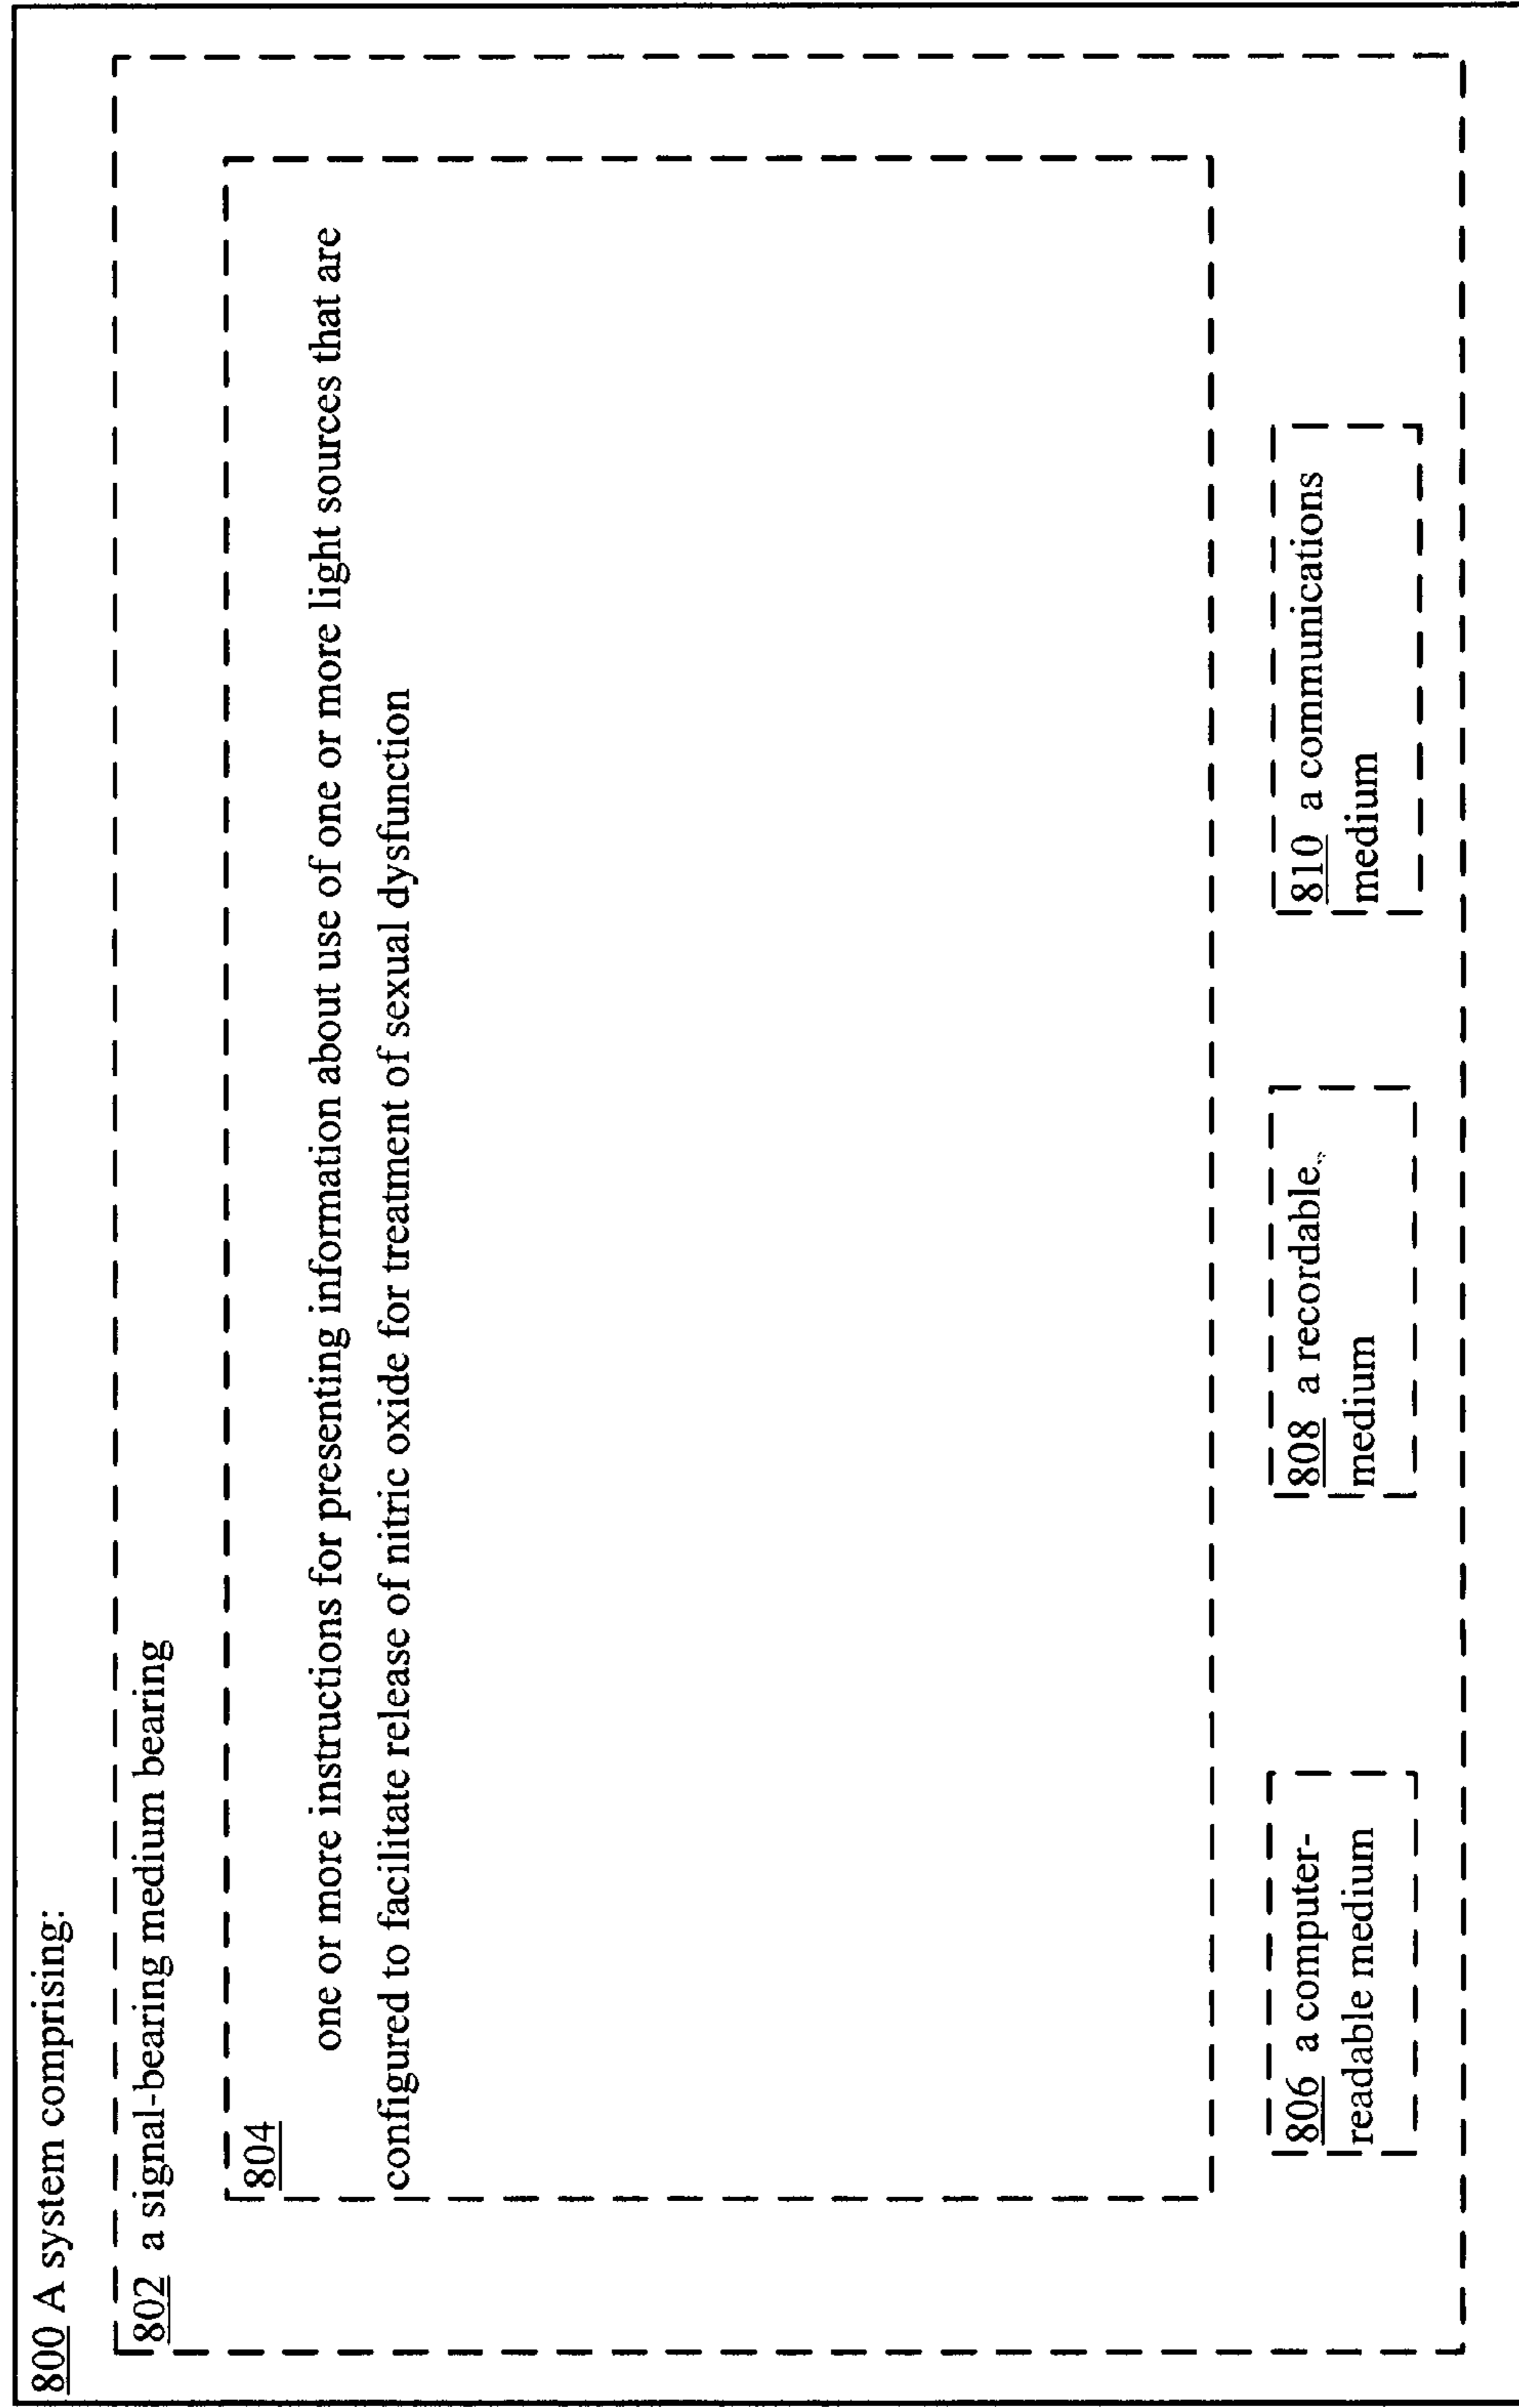 800 A system comprising:
802 a signal-bearing medium bearing
804
one or more instructions for presenting information about use of one or more light sources that are
configured to facilitate release of nitric oxide for treatment of sexual dysfunction
806 a computer-
readable medium
808 a recordable
medium
810 a communications
medium